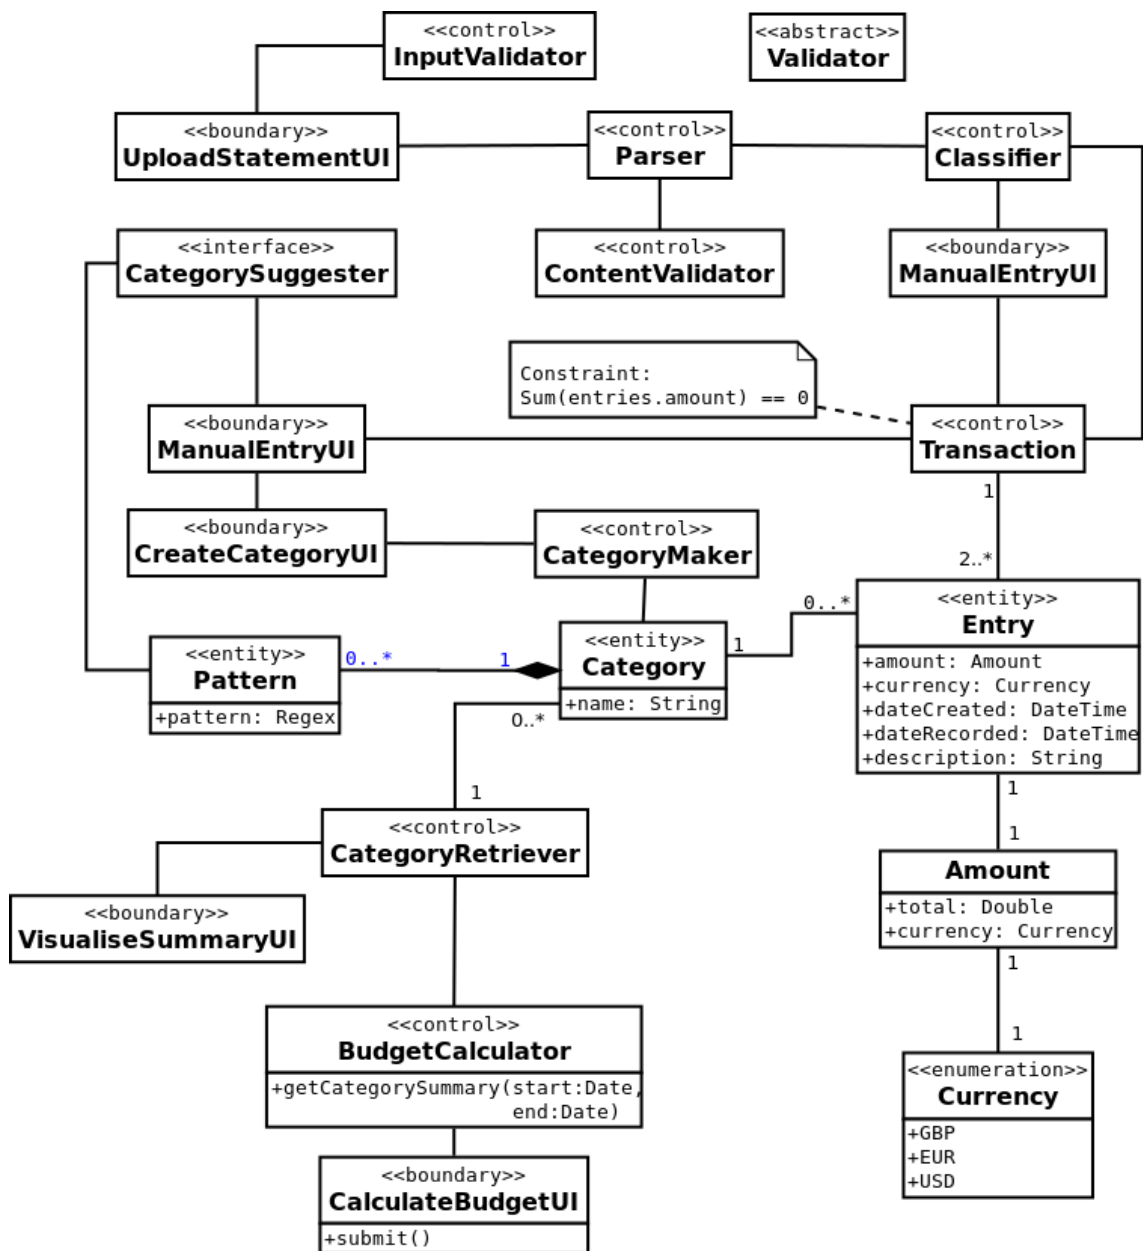 <<control>>
InputValidator
<<abstract>>
Validator
<<boundary>>
UploadStatementUI
<<control>>
Parser
<<control>>
Classifier
<<interface>>
CategorySuggester
<<control>>
ContentValidator
<<boundary>>
ManualEntryUI
Constraint:
Sum(entries.amount) == 0
<<boundary>>
ManualEntryUI
<<control>>
Transaction
1
2..*
<<boundary>>
CreateCategoryUI
<<control>>
CategoryMaker
<<entity>>
Entry
+amount: Amount
+currency: Currency
+dateCreated: DateTime
+dateRecorded: DateTime
+description: String
0..*
1
<<entity>>
Category
+name: String
<<entity>>
Pattern
+pattern: Regex
0..*
1
0..*
1
<<control>>
CategoryRetriever
1
1
Amount
+total: Double
+currency: Currency
<<boundary>>
VisualiseSummaryUI
1
1
<<control>>
BudgetCalculator
+getCategorySummary(start:Date,
end:Date)
<<enumeration>>
Currency
+GBP
+EUR
+USD
<<boundary>>
CalculateBudgetUI
+submit()